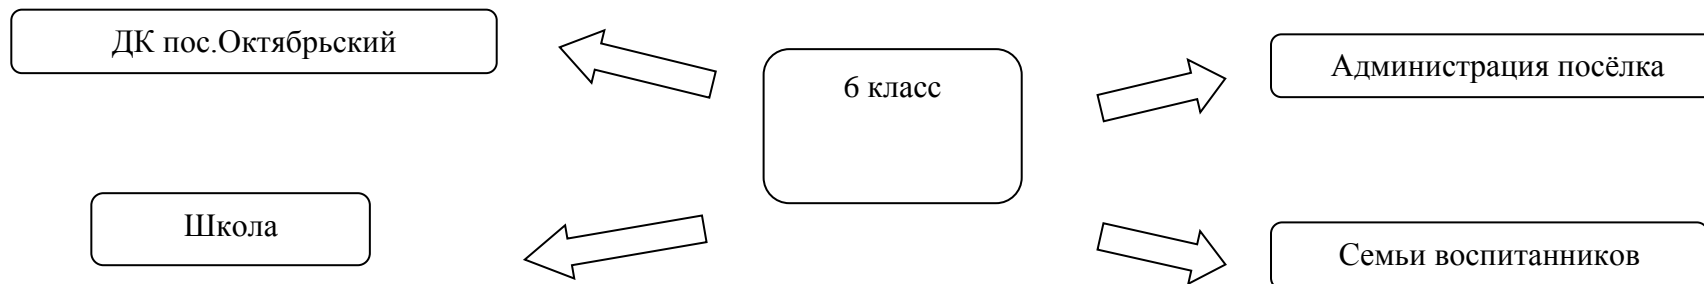 ДК пос.Октябрьский
6 класс
Администрация посёлка
Школа
Семьи воспитанников